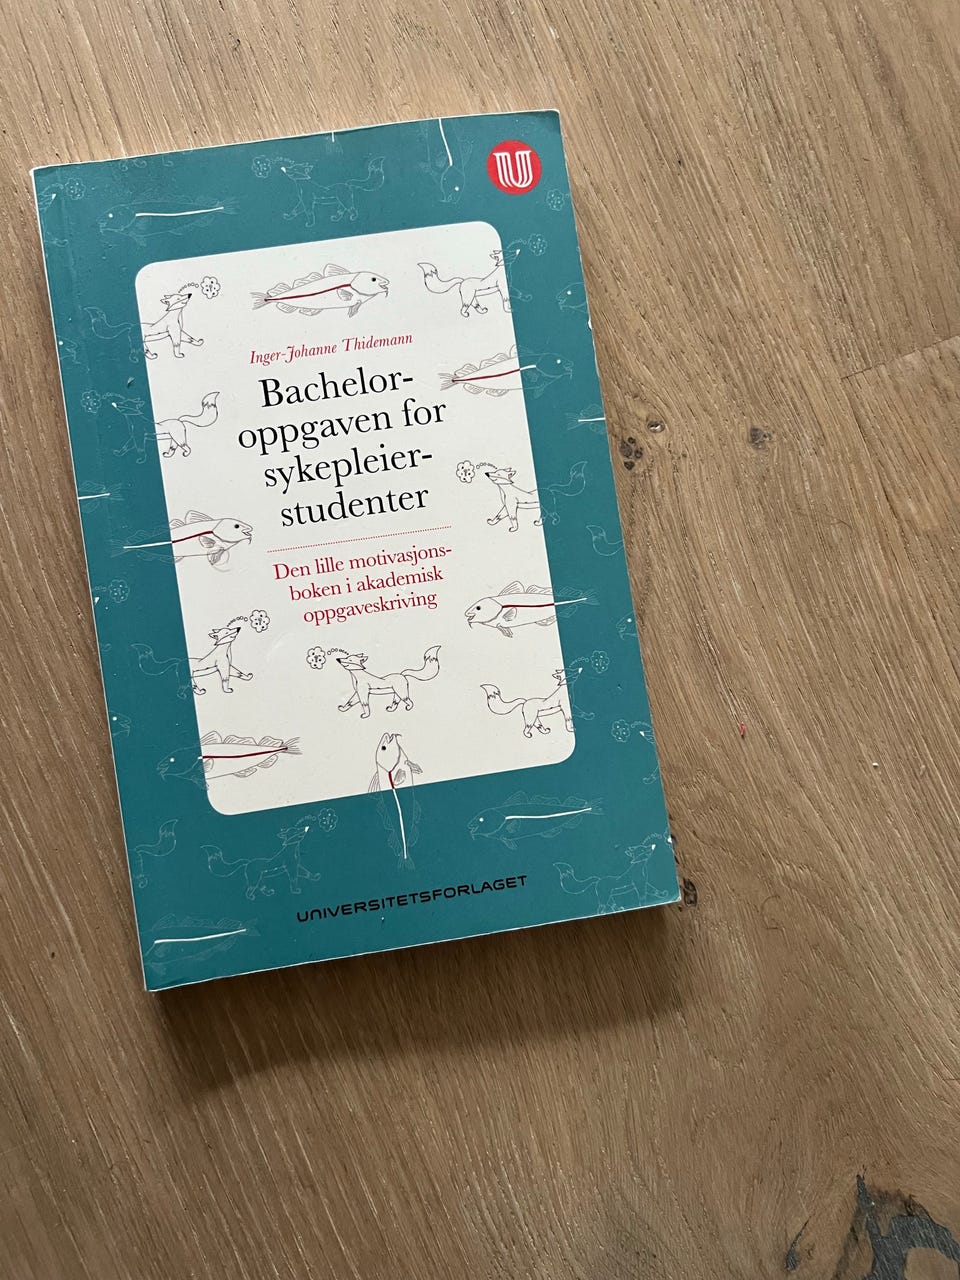 U
Inger-Johanne Thidemann
Bachelor-
oppgaven for
sykepleier-
studenter
Den lille motivasjons-
boken i akademisk
oppgaveskriving
UNIVERSITETSFORLAGET